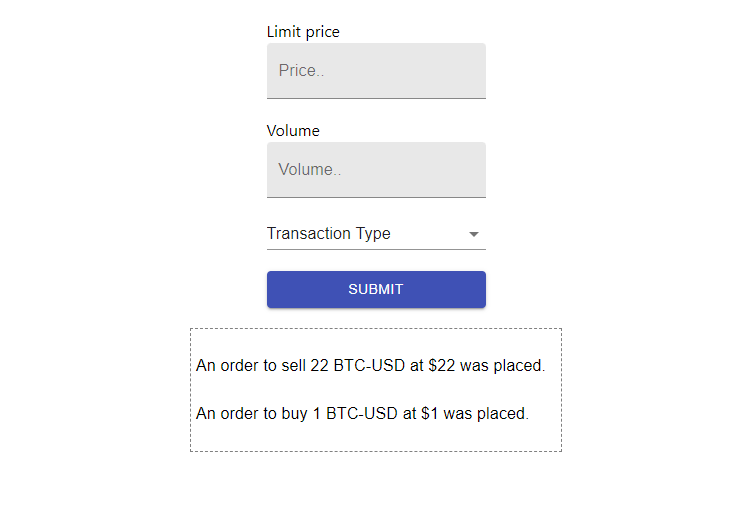 Limit price
Price..
Volume
Volume..
Transaction Type
SUBMIT
An order to sell 22 BTC-USD at $22 was placed.
An order to buy 1 BTC-USD at $1 was placed.